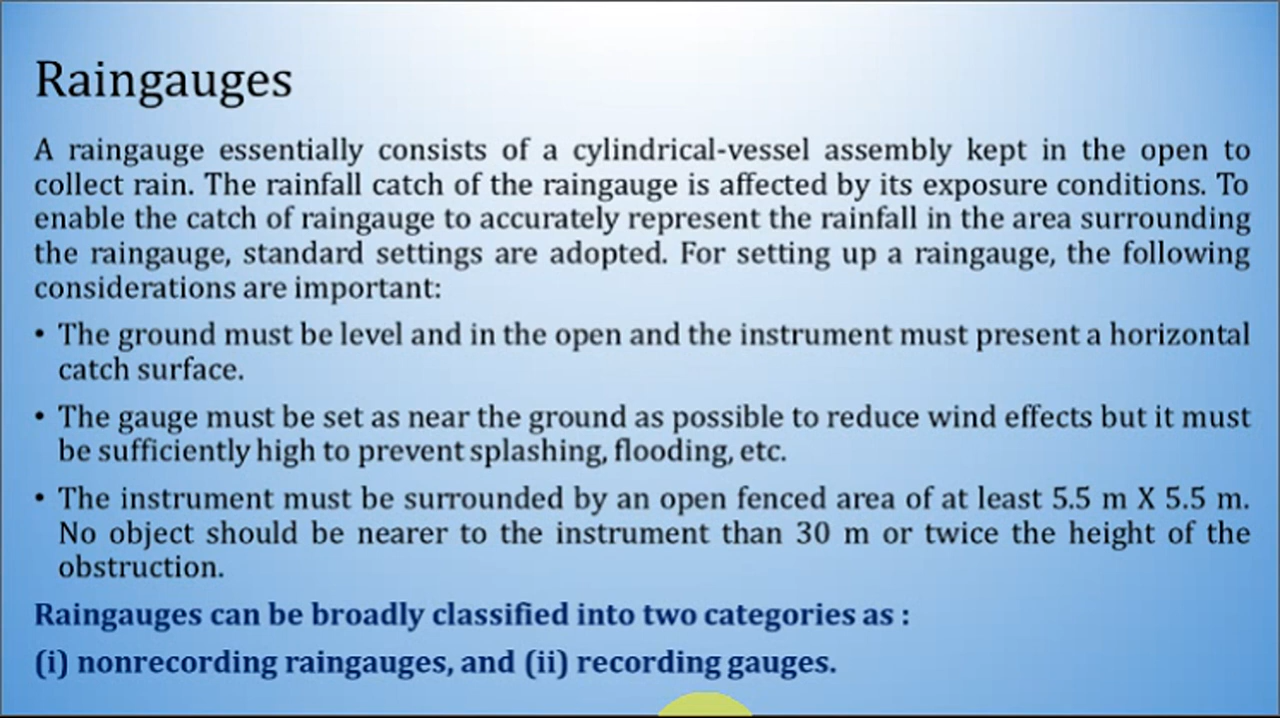 Raingauges
A raingauge essentially consists of a cylindrical-vessel assembly kept in the open to
collect rain. The rainfall catch of the raingauge is affected by its exposure conditions. To
enable the catch of raingauge to accurately represent the rainfall in the area surrounding
the raingauge, standard settings are adopted. For setting up a raingauge, the following
considerations are important:
• The ground must be level and in the open and the instrument must present a horizontal
catch surface.
• The gauge must be set as near the ground as possible to reduce wind effects but it must
be sufficiently high to prevent splashing, flooding, etc.
• The instrument must be surrounded by an open fenced area of at least 5.5 m X 5.5 m.
No object should be nearer to the instrument than 30 m or twice the height of the
obstruction.
Raingauges can be broadly classified into two categories as :
(i) nonrecording raingauges, and (ii) recording gauges.